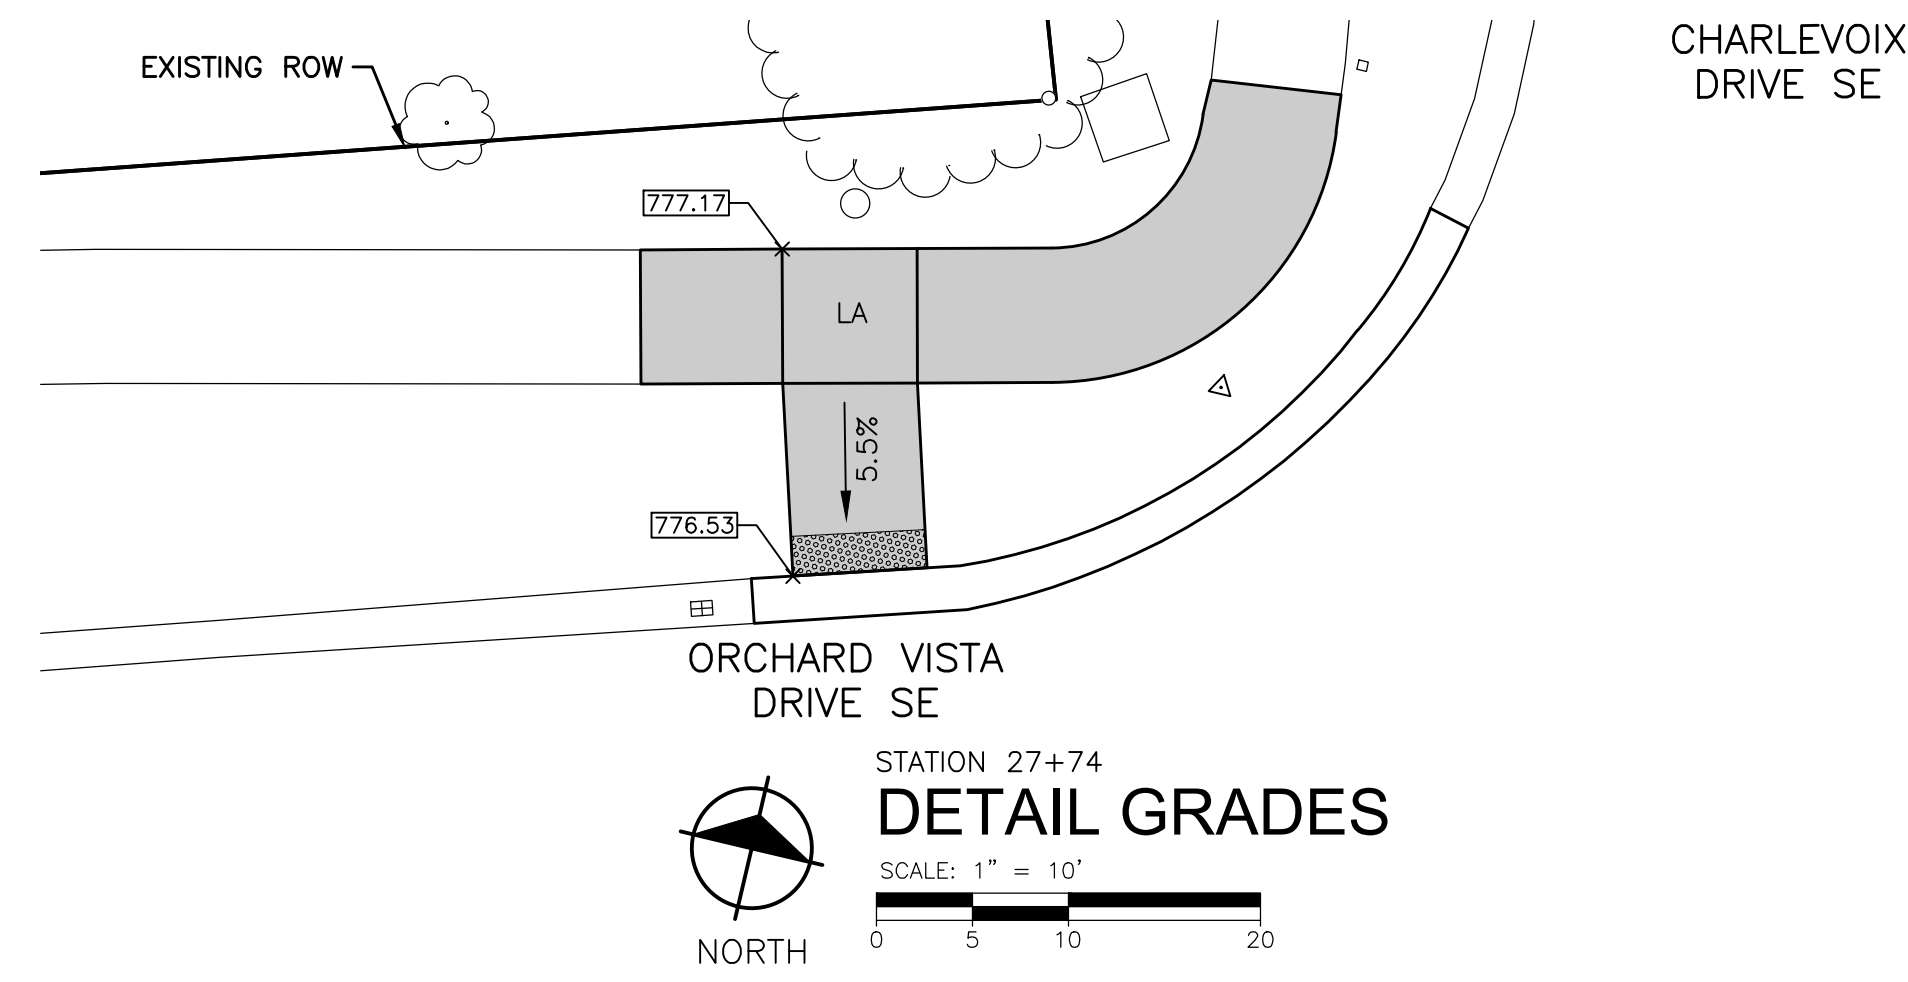 CHARLEVOIX
DRIVE SE
EXISTING ROW
777.17
LA
5.5%
776.53
ORCHARD VISTA
DRIVE SE
STATION 27+74
DETAIL GRADES
SCALE: 1" = 10'
0 5 10 20
NORTH